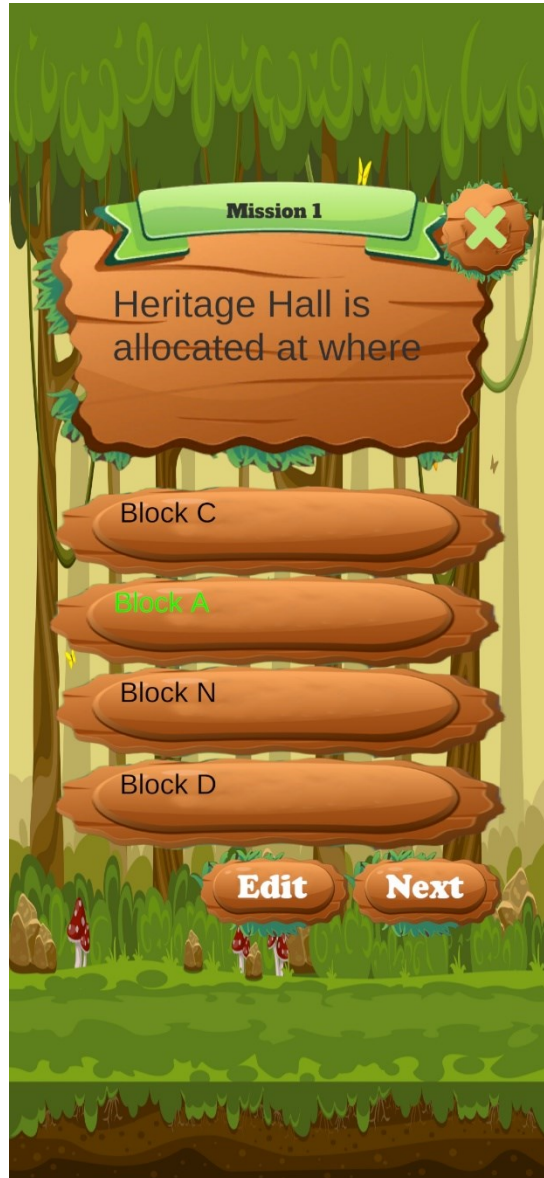 Mission 1
Heritage Hall is
allocated at where
Block C
Block A
Block N
Block D
Edit
Next